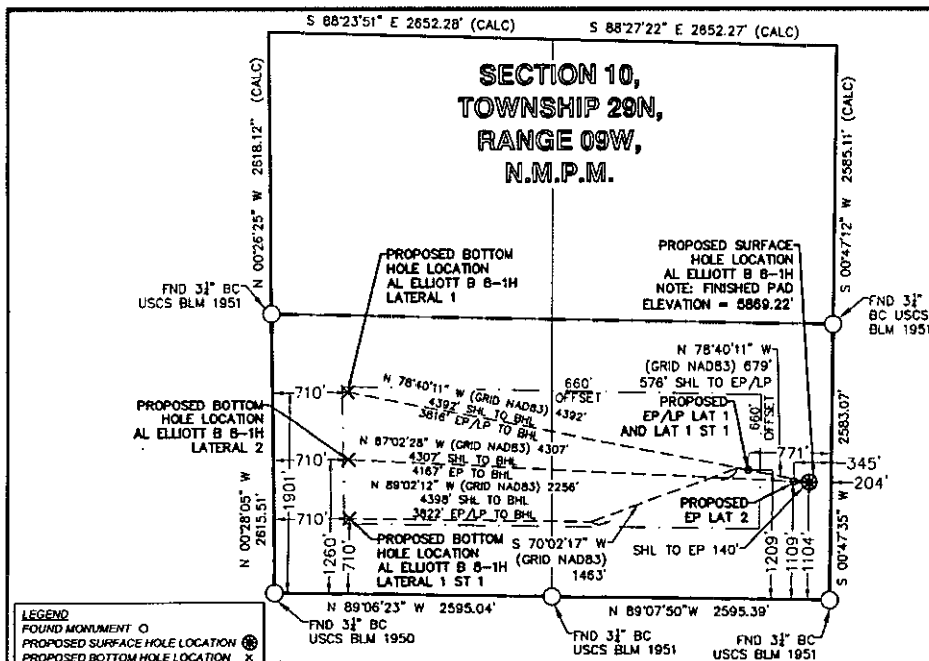 S 88°23'51" E 2652.28' (CALC)
S 88°27'22" E 2652.27' (CALC)
SECTION 10,
TOWNSHIP 29N,
RANGE 09W,
N.M.P.M.
N 00°26'25" W 2618.12' (CALC)
S 00°47'12" W 2585.11' (CALC)
PROPOSED BOTTOM
HOLE LOCATION
AL ELLIOTT B 8-1H
LATERAL 1
PROPOSED SURFACE
HOLE LOCATION
AL ELLIOTT B 8-1H
NOTE: FINISHED PAD
ELEVATION = 5869.22'
FND 3¼" BC
USCS BLM 1951
FND 3¼"
BC USCS
BLM 1951
N 78°40'11" W
(GRID NAD83) 679'
576' SHL TO EP/LP
710'
N 78°40'11" W (GRID NAD83) 4392'
4392' SHL TO BHL
3816' EP/LP TO BHL
660'
OFFSET
PROPOSED
EP/LP LAT 1
AND LAT 1 ST 1
660'
OFFSET
2583.07'
PROPOSED BOTTOM
HOLE LOCATION
AL ELLIOTT B 8-1H
LATERAL 2
710'
N 87°02'28" W (GRID NAD83) 4307'
4307' SHL TO BHL
4167' EP TO BHL
771'
345'
204'
N 89°02'12" W (GRID NAD83) 2256'
4398' SHL TO BHL
3822' EP/LP TO BHL
PROPOSED
EP LAT 2
710'
N 00°28'05" W
2615.51'
1901'
1260'
710'
PROPOSED BOTTOM
HOLE LOCATION
AL ELLIOTT B 8-1H
LATERAL 1 ST 1
S 70°02'17" W
(GRID NAD83)
1463'
SHL TO EP 140'
1209'
1109'
1104'
S 00°47'35" W
N 89°06'23" W 2595.04'
N 89°07'50"W 2595.39'
FND 3¼" BC
USCS BLM 1950
FND 3¼" BC
USCS BLM 1951
FND 3¼" BC
USCS BLM 1951
LEGEND
FOUND MONUMENT O
PROPOSED SURFACE HOLE LOCATION
PROPOSED BOTTOM HOLE LOCATION X